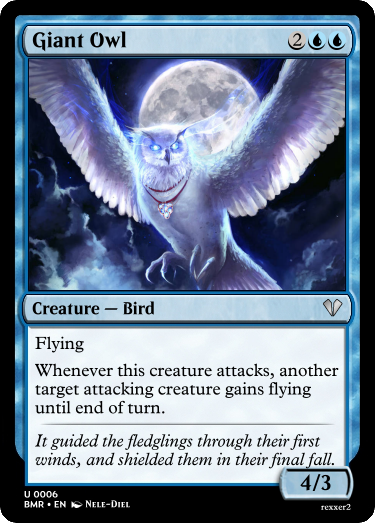 Giant Owl 2
Creature — Bird
Flying
Whenever this creature attacks, another
target attacking creature gains flying
until end of turn.
It guided the fledglings through their first
winds, and shielded them in their final fall.
4/3
U 0006
BMR • EN Nele-Diel
rexxer2